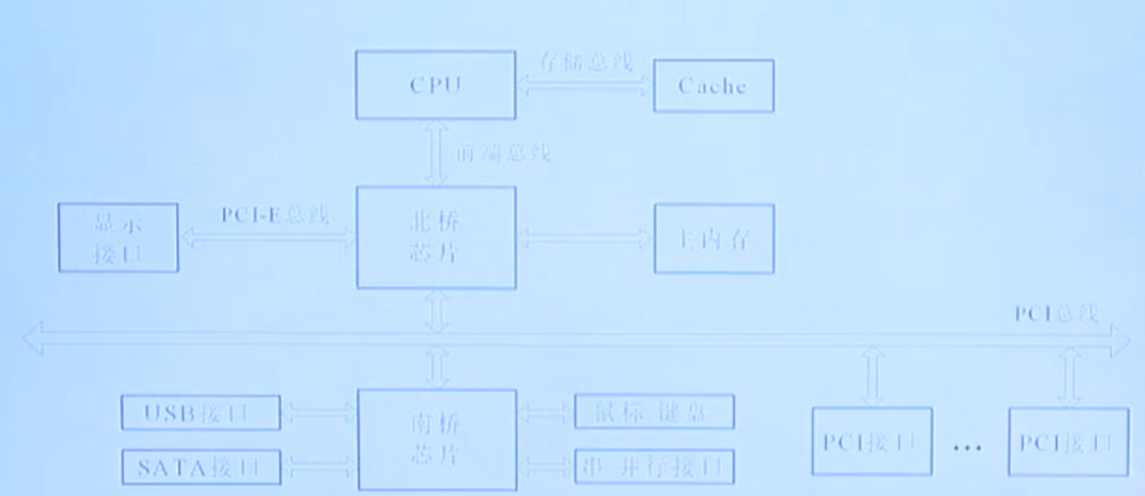 CPU
存储总线
Cache
前端总线
显示
接口
PCI-E总线
北桥
芯片
主内存
PCI总线
USB接口
南桥
芯片
鼠标 键盘
SATA接口
串 并行接口
PCI接口
...
PCI接口